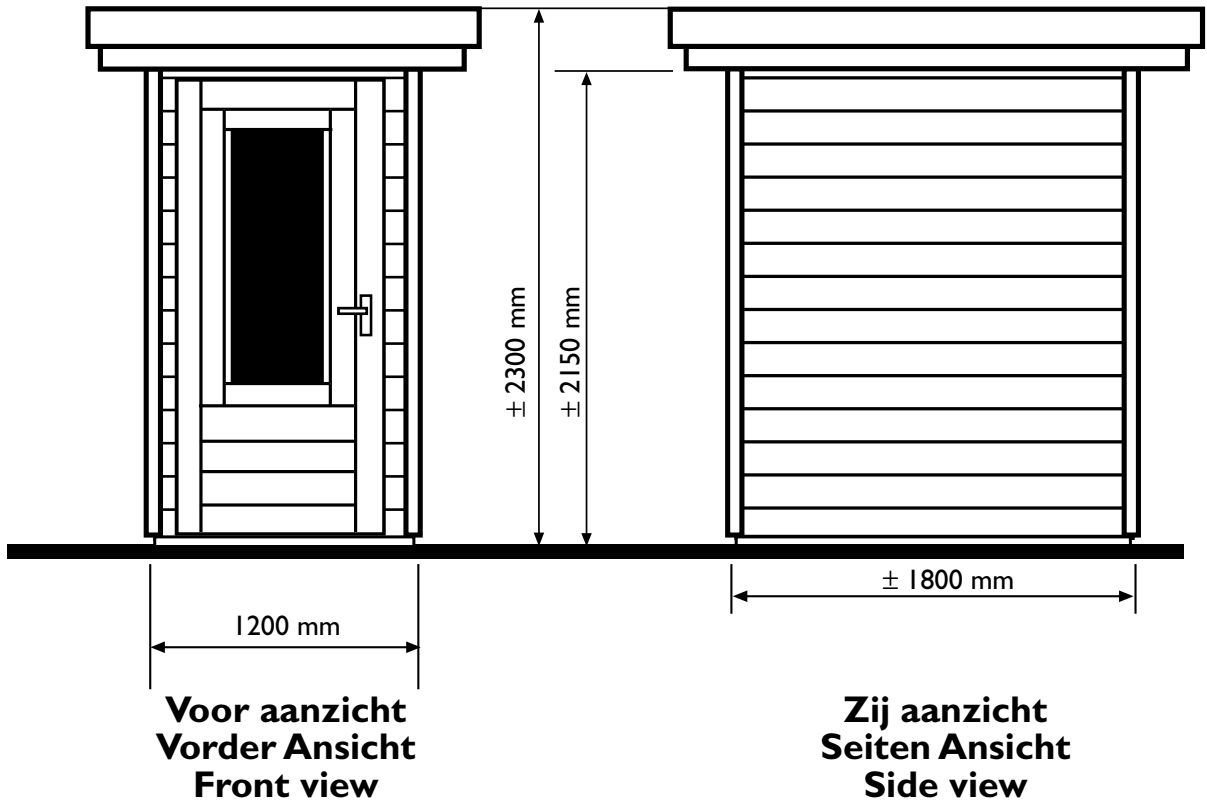 ± 2300 mm
± 2150 mm
± 1800 mm
1200 mm
Voor aanzicht
Vorder Ansicht
Front view
Zij aanzicht
Seiten Ansicht
Side view